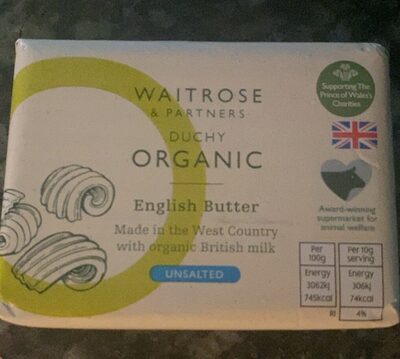 WAITROSE
& PARTNERS
DUCHY
ORGANIC
English Butter
Made in the West Country
with organic British milk
UNSALTED
Supporting The
Prince of Wales's
Charities
Award-winning
supermarket for
animal welfare
Per
100g
Per 10g
serving
Energy
3062kJ
745kcal
Energy
306kJ
74kcal
RI 4%